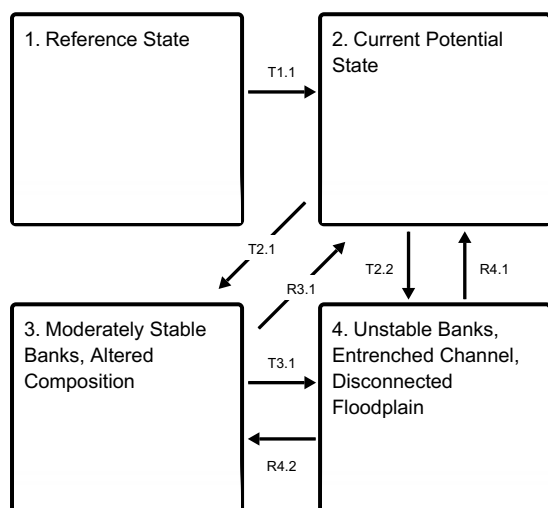 1. Reference State
T1.1
2. Current Potential
State
T2.1
R3.1
T2.2
R4.1
3. Moderately Stable
Banks, Altered
Composition
T3.1
R4.2
4. Unstable Banks,
Entrenched Channel,
Disconnected
Floodplain